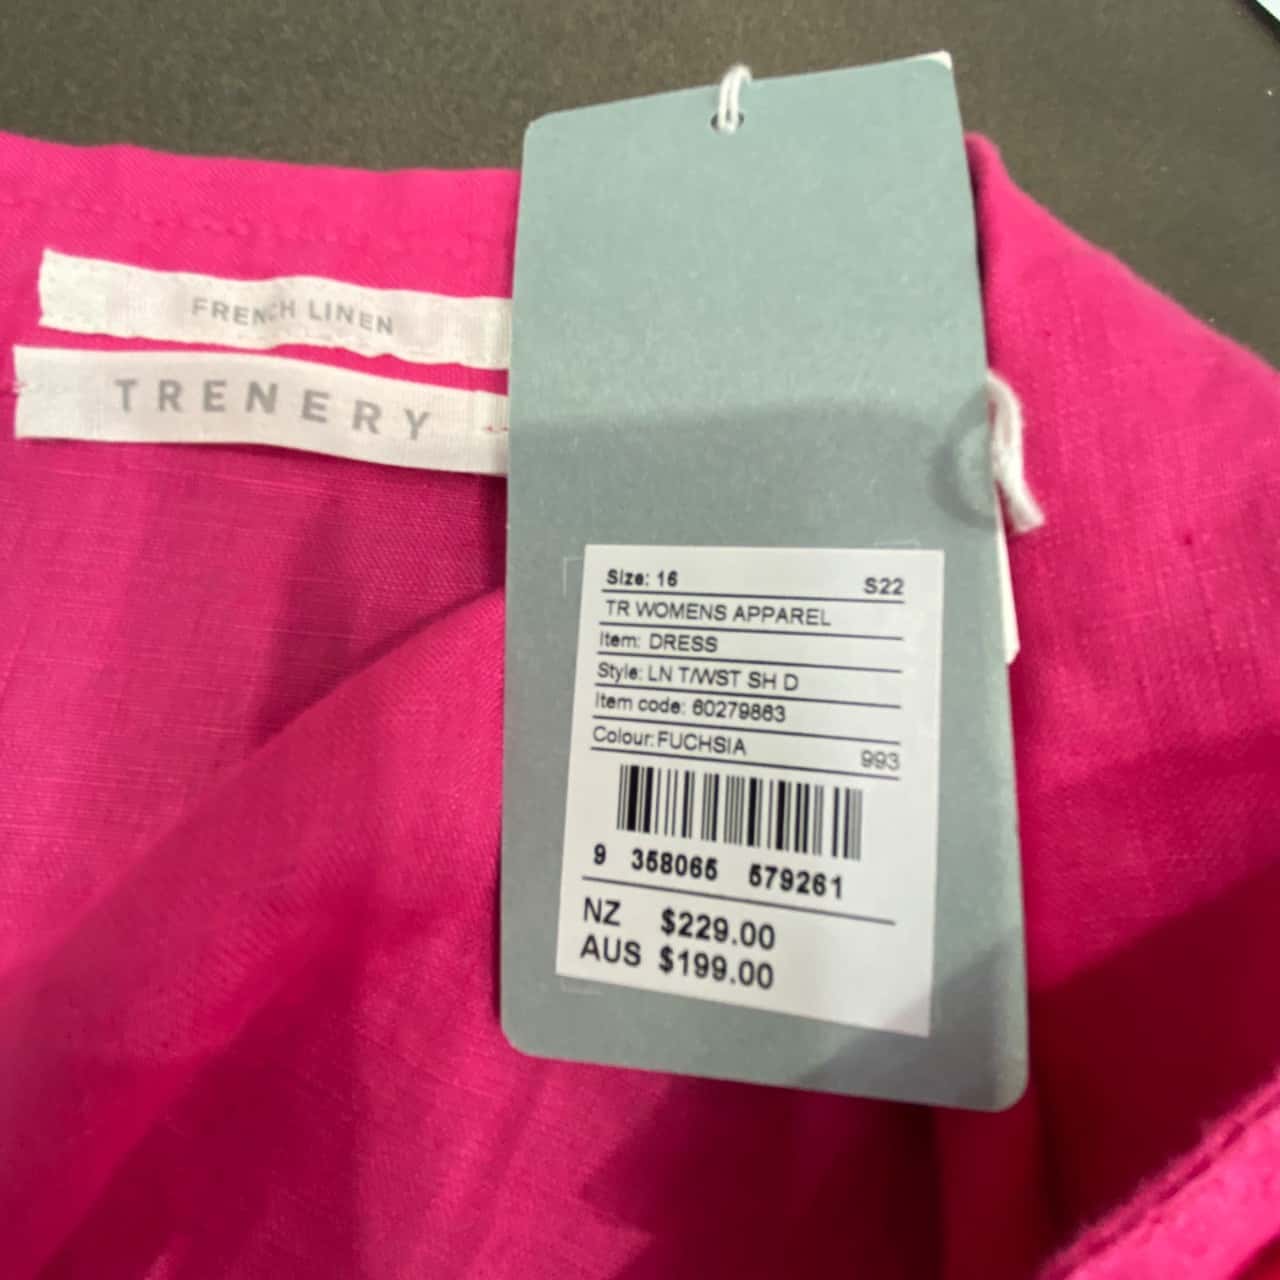 FRENCH LINEN
TRENERY
Size: 16 S22
TR WOMENS APPAREL
Item: DRESS
Style: LN T/WST SH D
Item code: 60279863
Colour: FUCHSIA 993
9 358065 579261
NZ $229.00
AUS $199.00